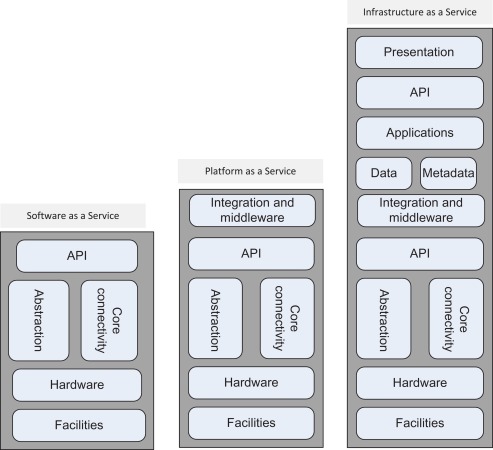 Software as a Service
API
Abstraction
Core
connectivity
Hardware
Facilities
Platform as a Service
Integration and
middleware
API
Abstraction
Core
connectivity
Hardware
Facilities
Infrastructure as a Service
Presentation
API
Applications
Data
Metadata
Integration and
middleware
API
Abstraction
Core
connectivity
Hardware
Facilities